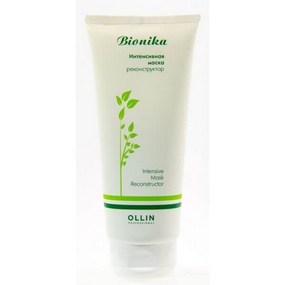 Bionika
Интенсивная
маска
реконструктор
Intensive
Mask
Reconstructor
OLLIN
PROFESSIONAL